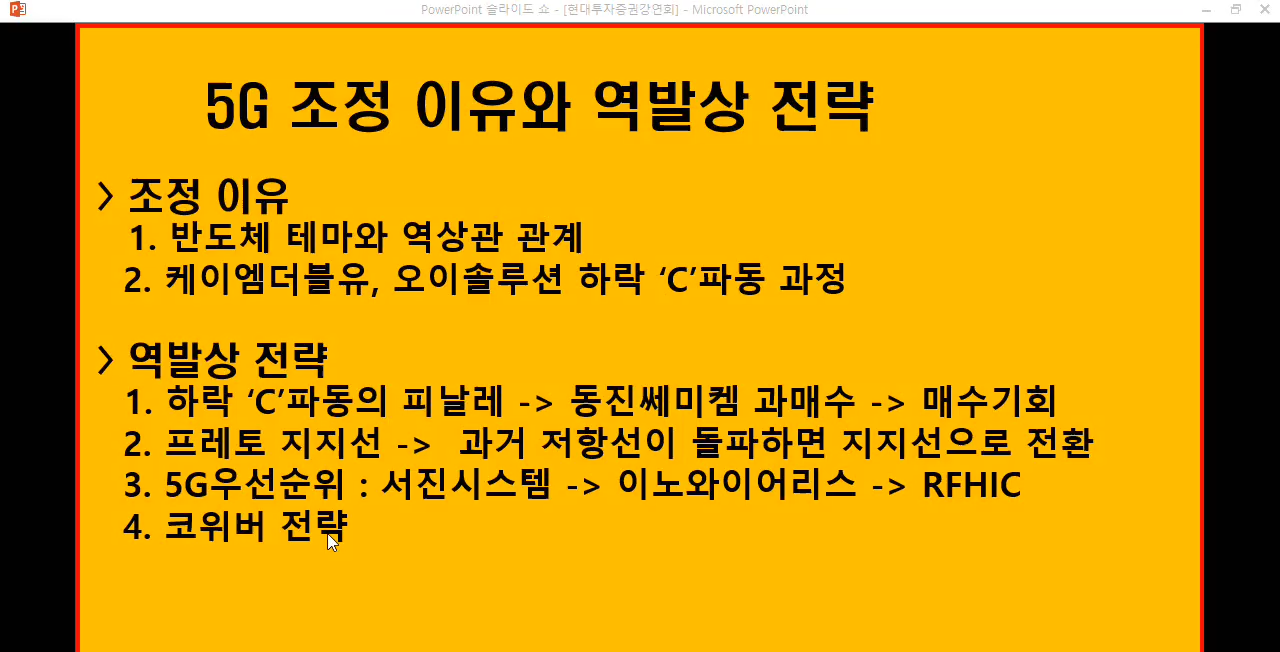 PowerPoint 슬라이드 쇼 - [현대투자증권강연회] - Microsoft PowerPoint
5G 조정 이유와 역발상 전략
> 조정 이유
1. 반도체 테마와 역상관 관계
2. 케이엠더블유, 오이솔루션 하락 ‘C’파동 과정
> 역발상 전략
1. 하락 ‘C’파동의 피날레 -> 동진쎄미켐 과매수 -> 매수기회
2. 프레토 지지선 -> 과거 저항선이 돌파하면 지지선으로 전환
3. 5G우선순위 : 서진시스템 -> 이노와이어리스 -> RFHIC
4. 코위버 전략